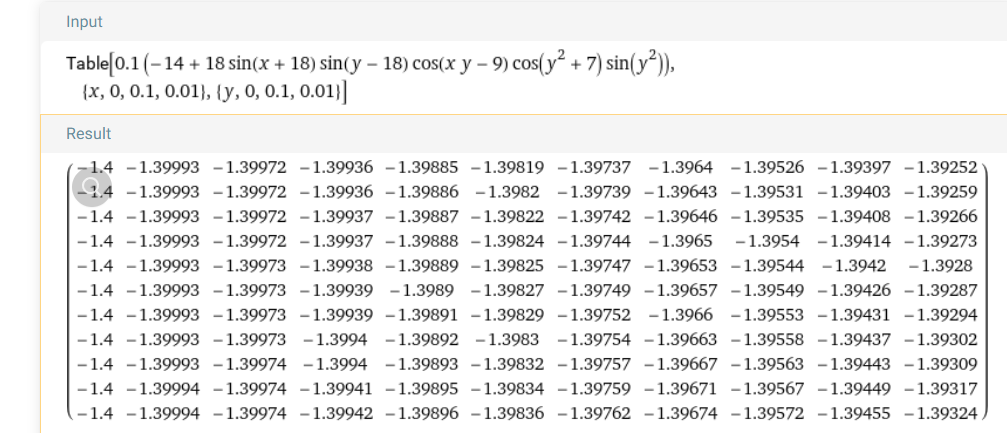 Input
Table[0.1 (−14 + 18 sin(x + 18) sin(y − 18) cos(x y − 9) cos(y² + 7) sin(y²)),
{x, 0, 0.1, 0.01}, {y, 0, 0.1, 0.01}]
Result
−1.4 −1.39993 −1.39972 −1.39936 −1.39885 −1.39819 −1.39737 −1.3964 −1.39526 −1.39397 −1.39252
−1.4 −1.39993 −1.39972 −1.39936 −1.39886 −1.3982 −1.39739 −1.39643 −1.39531 −1.39403 −1.39259
−1.4 −1.39993 −1.39972 −1.39937 −1.39887 −1.39822 −1.39742 −1.39646 −1.39535 −1.39408 −1.39266
−1.4 −1.39993 −1.39972 −1.39937 −1.39888 −1.39824 −1.39744 −1.3965 −1.3954 −1.39414 −1.39273
−1.4 −1.39993 −1.39973 −1.39938 −1.39889 −1.39825 −1.39747 −1.39653 −1.39544 −1.3942 −1.3928
−1.4 −1.39993 −1.39973 −1.39939 −1.3989 −1.39827 −1.39749 −1.39657 −1.39549 −1.39426 −1.39287
−1.4 −1.39993 −1.39973 −1.39939 −1.39891 −1.39829 −1.39752 −1.3966 −1.39553 −1.39431 −1.39294
−1.4 −1.39993 −1.39973 −1.3994 −1.39892 −1.3983 −1.39754 −1.39663 −1.39558 −1.39437 −1.39302
−1.4 −1.39993 −1.39974 −1.3994 −1.39893 −1.39832 −1.39757 −1.39667 −1.39563 −1.39443 −1.39309
−1.4 −1.39994 −1.39974 −1.39941 −1.39895 −1.39834 −1.39759 −1.39671 −1.39567 −1.39449 −1.39317
−1.4 −1.39994 −1.39974 −1.39942 −1.39896 −1.39836 −1.39762 −1.39674 −1.39572 −1.39455 −1.39324